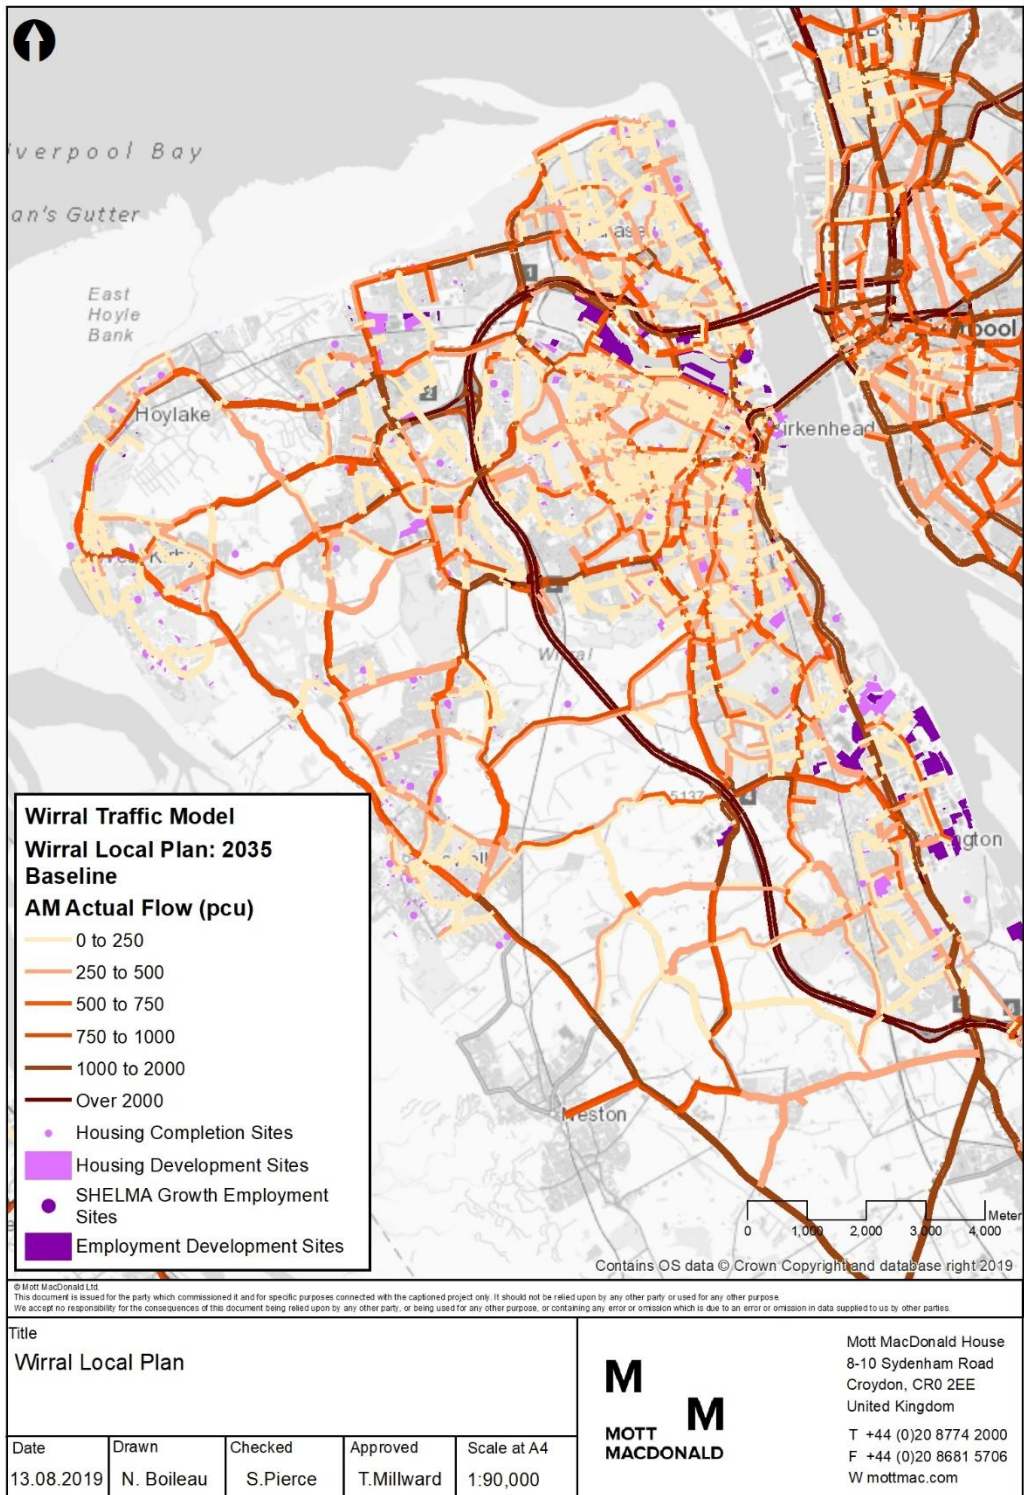 iverpool Bay
an's Gutter
East
Hoyle
Bank
1
2
Hoylake
irkenhead
Wirral
5137
4
5
Neston
0 1,000 2,000 3,000 4,000 Meter
Contains OS data © Crown Copyright and database right 2019
Wirral Traffic Model
Wirral Local Plan: 2035
Baseline
AM Actual Flow (pcu)
0 to 250
250 to 500
500 to 750
750 to 1000
1000 to 2000
Over 2000
Housing Completion Sites
Housing Development Sites
SHELMA Growth Employment
Sites
Employment Development Sites
© Mott MacDonald Ltd.
This document is issued for the party which commissioned it and for specific purposes connected with the captioned project only. It should not be relied upon by any other party or used for any other purpose.
We accept no responsibility for the consequences of this document being relied upon by any other party, or being used for any other purpose, or containing any error or omission which is due to an error or omission in data supplied to us by other parties.
Title
Wirral Local Plan
Date
13.08.2019
Drawn
N. Boileau
Checked
S.Pierce
Approved
T.Millward
Scale at A4
1:90,000
M
M
MOTT
MACDONALD
Mott MacDonald House
8-10 Sydenham Road
Croydon, CR0 2EE
United Kingdom
T +44 (0)20 8774 2000
F +44 (0)20 8681 5706
W mottmac.com